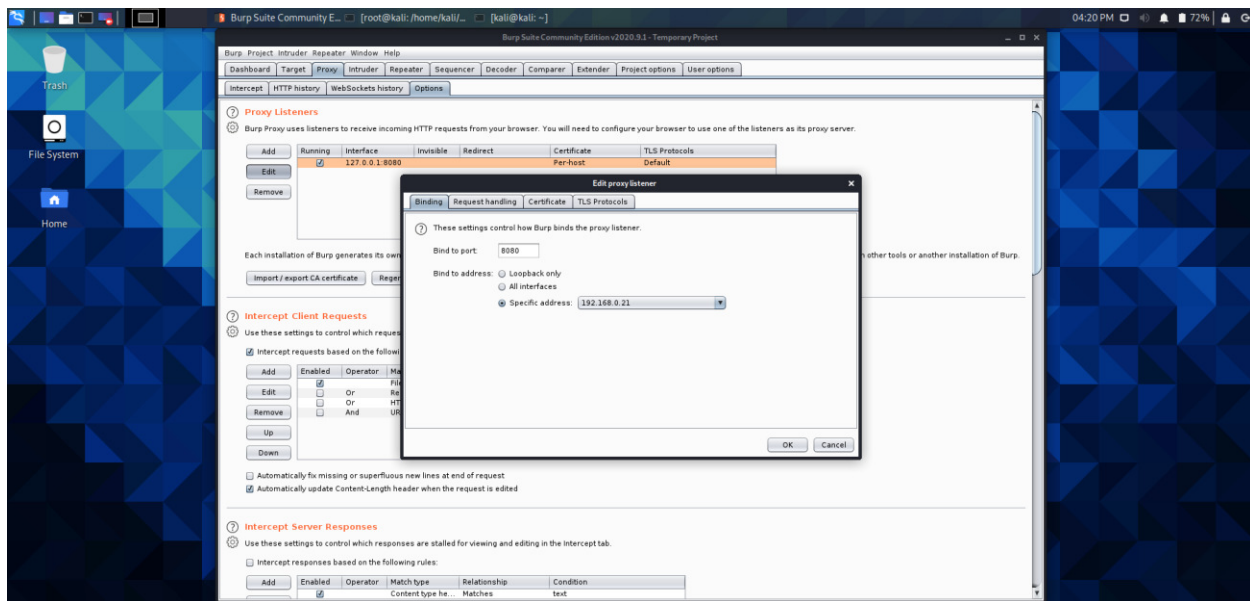 Burp Suite Community E... [root@kali: /home/kali/... [kali@kali: ~] 04:20 PM 72%
Burp Suite Community Edition v2020.9.1 - Temporary Project
Burp Project Intruder Repeater Window Help
Dashboard Target Proxy Intruder Repeater Sequencer Decoder Comparer Extender Project options User options
Intercept HTTP history WebSockets history Options
Trash
File System
Home
Proxy Listeners
Burp Proxy uses listeners to receive incoming HTTP requests from your browser. You will need to configure your browser to use one of the listeners as its proxy server.
Add Running Interface Invisible Redirect Certificate TLS Protocols
127.0.0.1:8080 Per-host Default
Edit
Remove
Edit proxy listener
Binding Request handling Certificate TLS Protocols
These settings control how Burp binds the proxy listener.
Bind to port: 8080
Bind to address: Loopback only
All interfaces
Specific address: 192.168.0.21
OK Cancel
Each installation of Burp generates its own other tools or another installation of Burp.
Import / export CA certificate Reger
Intercept Client Requests
Use these settings to control which reques
Intercept requests based on the followi
Add Enabled Operator Ma
File
Edit Or Re
Or HT
Remove And UR
Up
Down
Automatically fix missing or superfluous new lines at end of request
Automatically update Content-Length header when the request is edited
Intercept Server Responses
Use these settings to control which responses are stalled for viewing and editing in the Intercept tab.
Intercept responses based on the following rules:
Add Enabled Operator Match type Relationship Condition
Content type he... Matches text